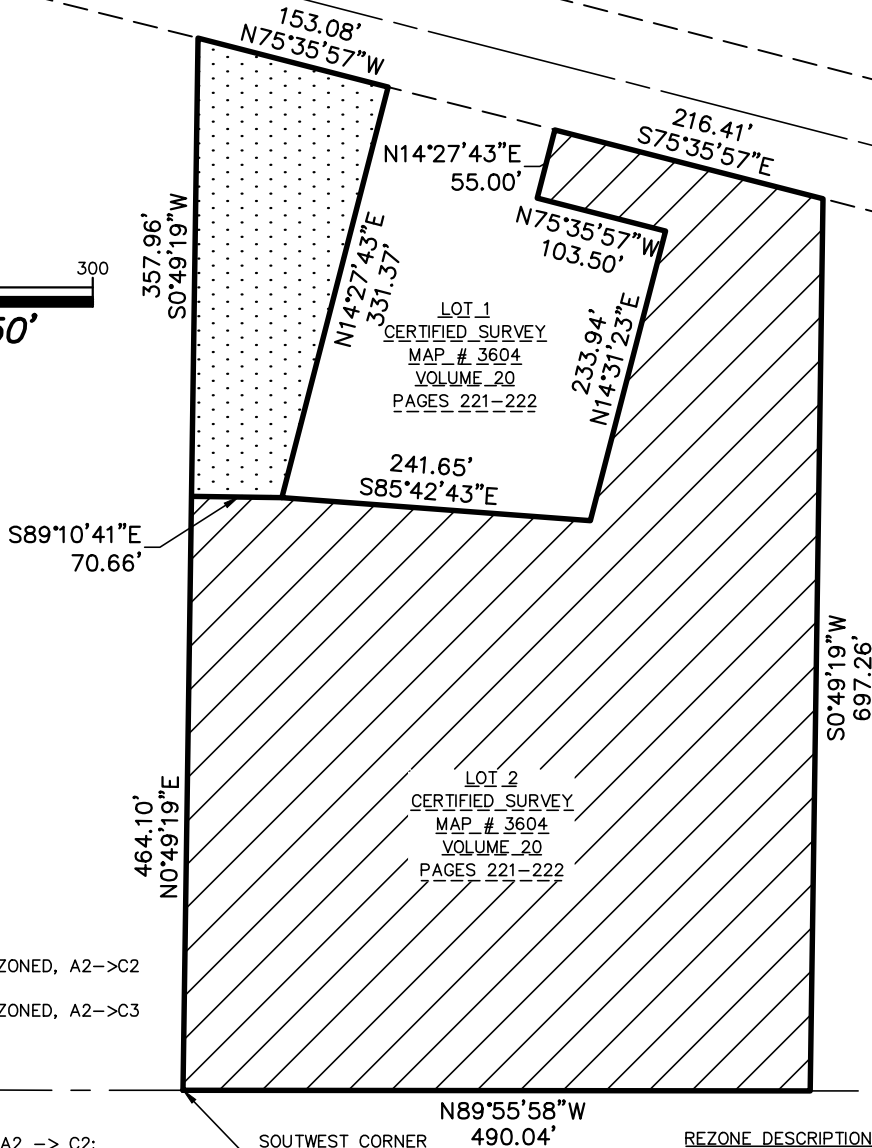 153.08'
N75°35'57"W
216.41'
S75°35'57"E
N14°27'43"E
55.00'
N75°35'57"W
103.50'
357.96'
S0°49'19"W
300
50'
N14°27'43"E
331.37'
LOT 1
CERTIFIED SURVEY
MAP # 3604
VOLUME 20
PAGES 221-222
233.94'
N14°31'23"E
241.65'
S85°42'43"E
S89°10'41"E
70.66'
S0°49'19"W
697.26'
LOT 2
CERTIFIED SURVEY
MAP # 3604
VOLUME 20
PAGES 221-222
464.10'
N0°49'19"E
ZONED, A2->C2
ZONED, A2->C3
N89°55'58"W
490.04'
A2 -> C2:
SOUTWEST CORNER
REZONE DESCRIPTION